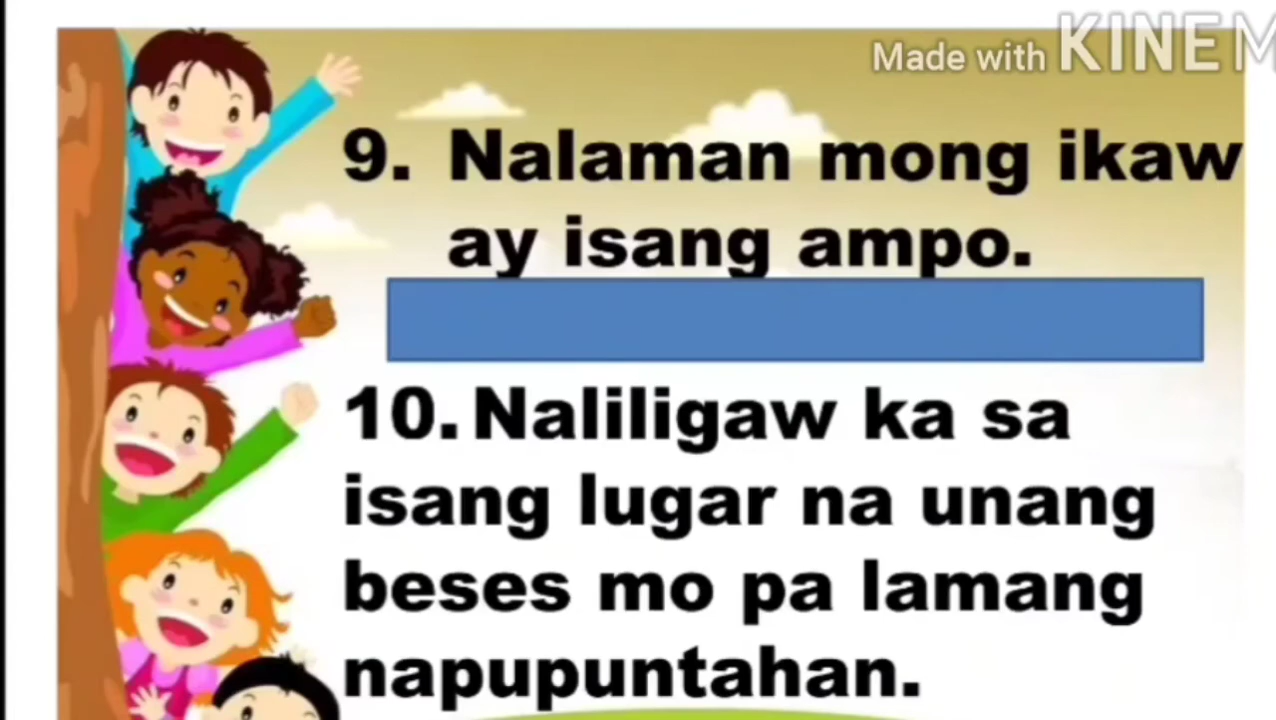 Made with KINEM
9. Nalaman mong ikaw
ay isang ampo.
10. Naliligaw ka sa
isang lugar na unang
beses mo pa lamang
napupuntahan.